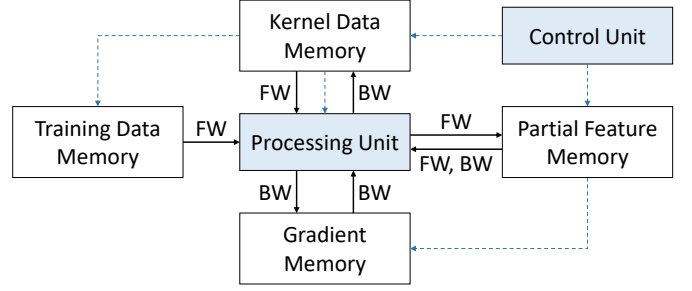 Kernel Data
Memory
Control Unit
FW
BW
Training Data
Memory
FW
Processing Unit
FW
FW, BW
Partial Feature
Memory
BW
BW
Gradient
Memory